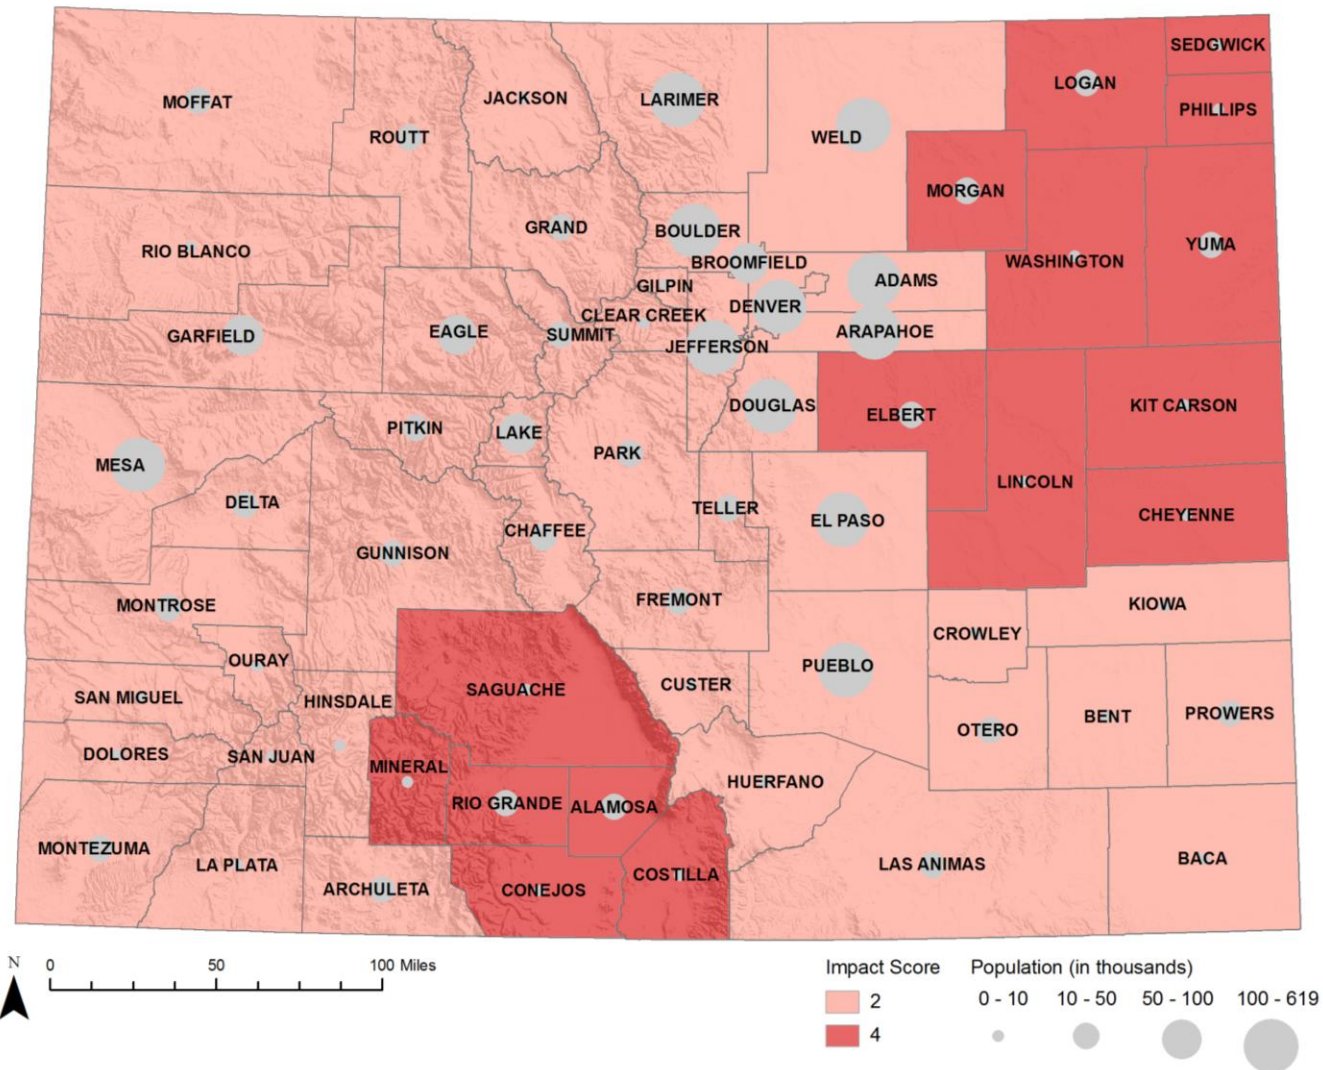 SEDGWICK
LOGAN
JACKSON
LARIMER
MOFFAT
PHILLIPS
ROUTT
WELD
MORGAN
GRAND
BOULDER
YUMA
RIO BLANCO
BROOMFIELD
WASHINGTON
GILPIN
ADAMS
DENVER
CLEAR CREEK
GARFIELD
EAGLE
SUMMIT
ARAPAHOE
JEFFERSON
DOUGLAS
ELBERT
KIT CARSON
PITKIN
LAKE
PARK
MESA
LINCOLN
DELTA
TELLER
CHEYENNE
EL PASO
CHAFFEE
GUNNISON
FREMONT
MONTROSE
KIOWA
CROWLEY
OURAY
PUEBLO
SAGUACHE
CUSTER
SAN MIGUEL
HINSDALE
BENT
PROWERS
OTERO
DOLORES
SAN JUAN
MINERAL
HUERFANO
RIO GRANDE
ALAMOSA
MONTEZUMA
LA PLATA
LAS ANIMAS
BACA
COSTILLA
ARCHULETA
CONEJOS
N
0 50 100 Miles
Impact Score
2
4
Population (in thousands)
0 - 10 10 - 50 50 - 100 100 - 619